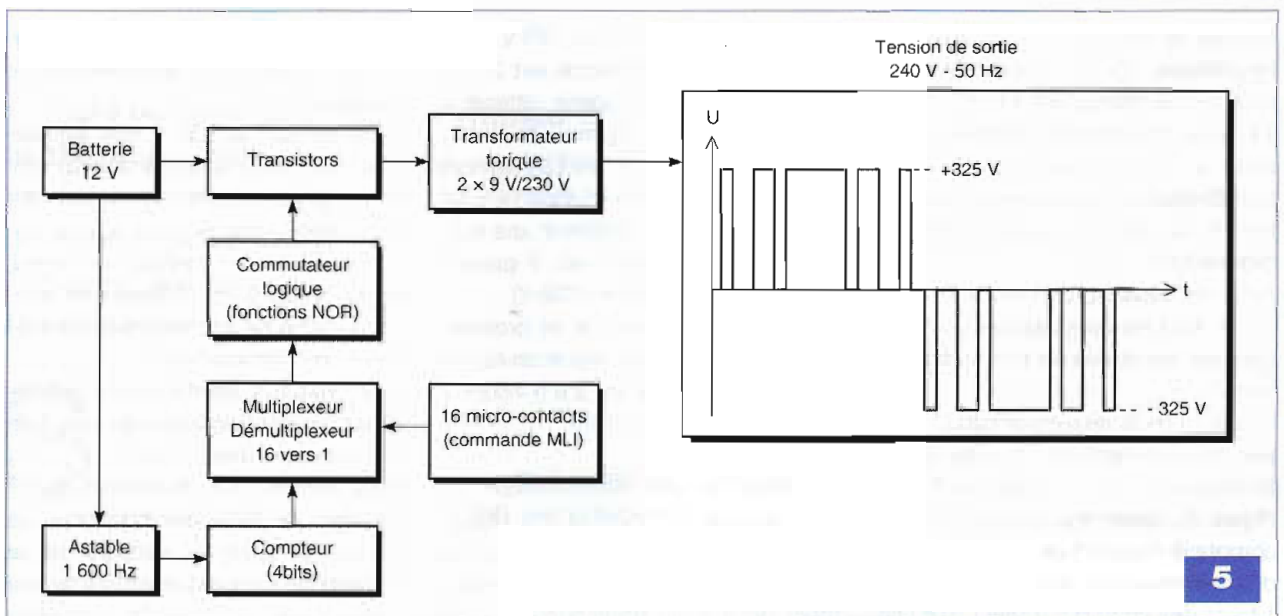 Tension de sortie
240 V - 50 Hz
U
+325 V
t
- 325 V
Batterie
12 V
Transistors
Transformateur
torique
2 × 9 V/230 V
Commutateur
logique
(fonctions NOR)
Multiplexeur
Démultiplexeur
16 vers 1
16 micro-contacts
(commande MLI)
Astable
1 600 Hz
Compteur
(4bits)
5